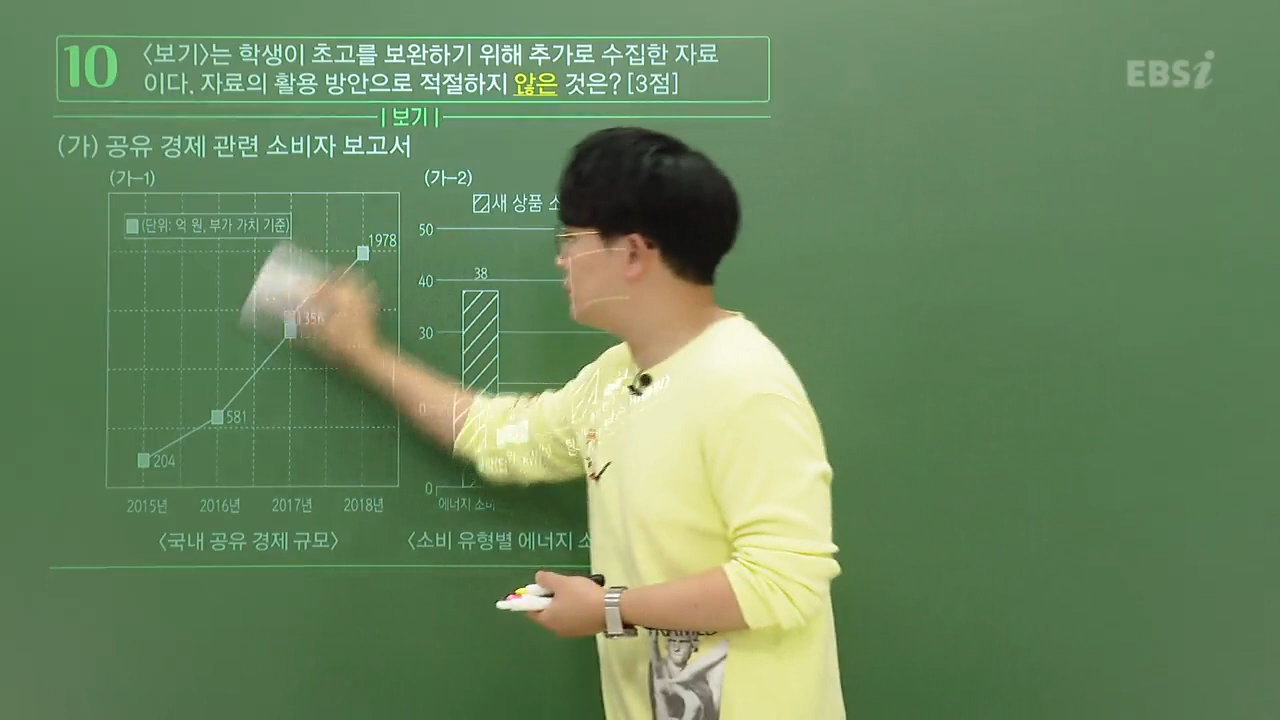 10
〈보기〉는 학생이 초고를 보완하기 위해 추가로 수집한 자료
이다. 자료의 활용 방안으로 적절하지 않은 것은? [3점]
| 보기 |
(가) 공유 경제 관련 소비자 보고서
(가-1)
(단위: 억 원, 부가 가치 기준)
1978
1356
581
204
2015년 2016년 2017년 2018년
〈국내 공유 경제 규모〉
(가-2)
새 상품
50
40
38
30
0
에너지
〈소비 유형별 에너지
EBSi